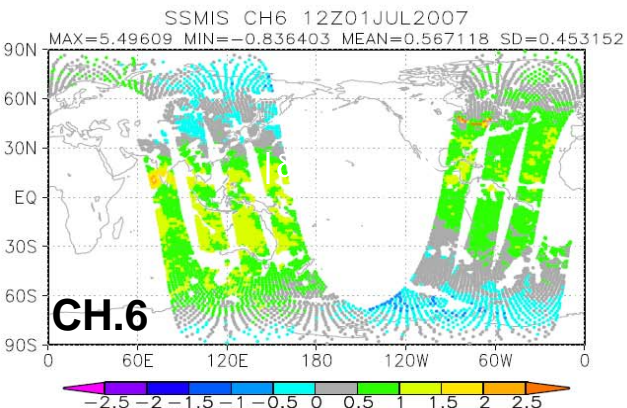 SSMIS CH6 12Z01JUL2007
MAX=5.49609 MIN=−0.836403 MEAN=0.567118 SD=0.453152
90N
60N
30N
EQ
30S
60S
90S
CH.6
0 60E 120E 180 120W 60W 0
−2.5 −2 −1.5 −1 −0.5 0 0.5 1 1.5 2 2.5